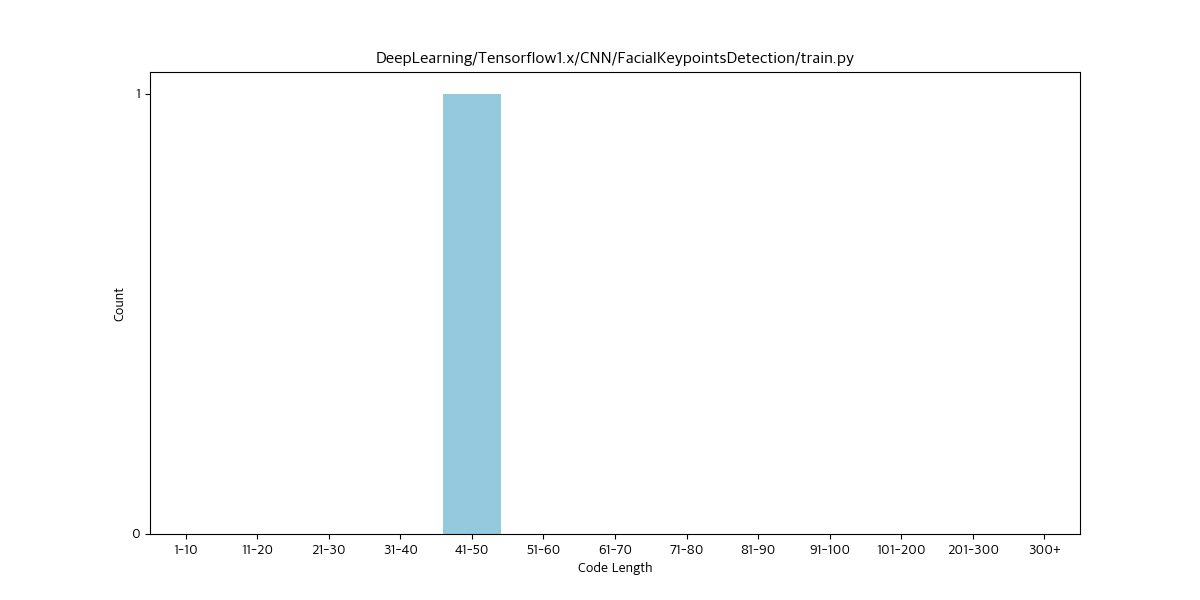 DeepLearning/Tensorflow1.x/CNN/FacialKeypointsDetection/train.py
1
Count
0
1-10 11-20 21-30 31-40 41-50 51-60 61-70 71-80 81-90 91-100 101-200 201-300 300+
Code Length